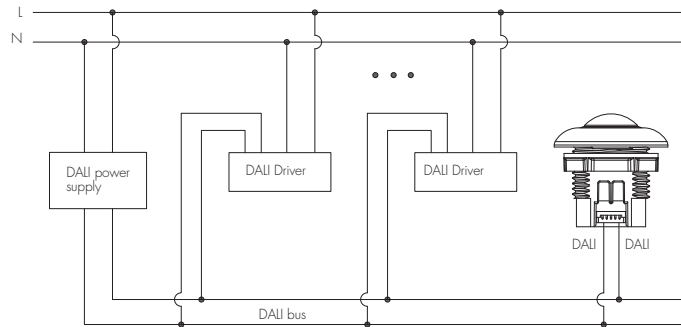 L
N
DALI power
supply
DALI Driver
DALI Driver
DALI
DALI
DALI bus